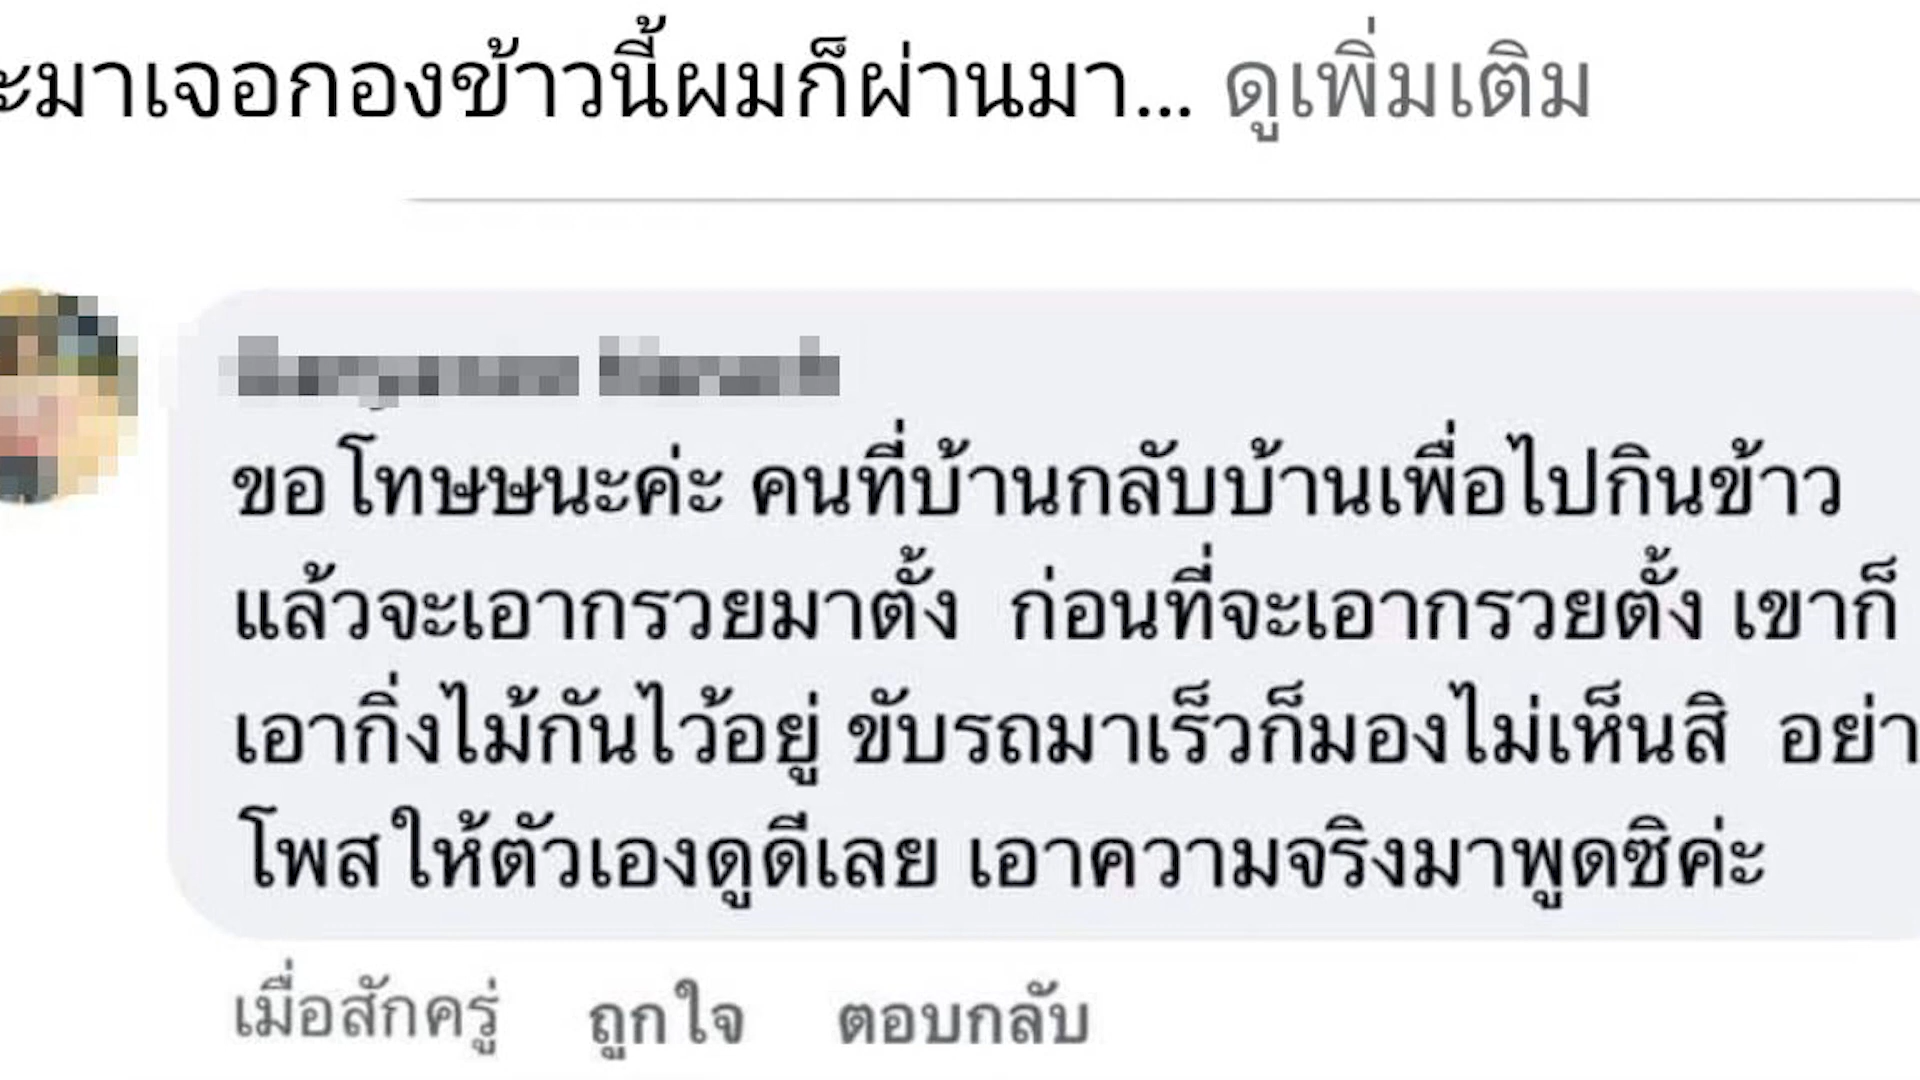 ะมาเจอกองข้าวนี้ผมก็ผ่านมา... ดูเพิ่มเติม
ขอโทษษนะค่ะ คนที่บ้านกลับบ้านเพื่อไปกินข้าว
แล้วจะเอากรวยมาตั้ง ก่อนที่จะเอากรวยตั้ง เขาก็
เอากิ่งไม้กันไว้อยู่ ขับรถมาเร็วก็มองไม่เห็นสิ อย่า
โพสให้ตัวเองดูดีเลย เอาความจริงมาพูดซิค่ะ
เมื่อสักครู่ ถูกใจ ตอบกลับ